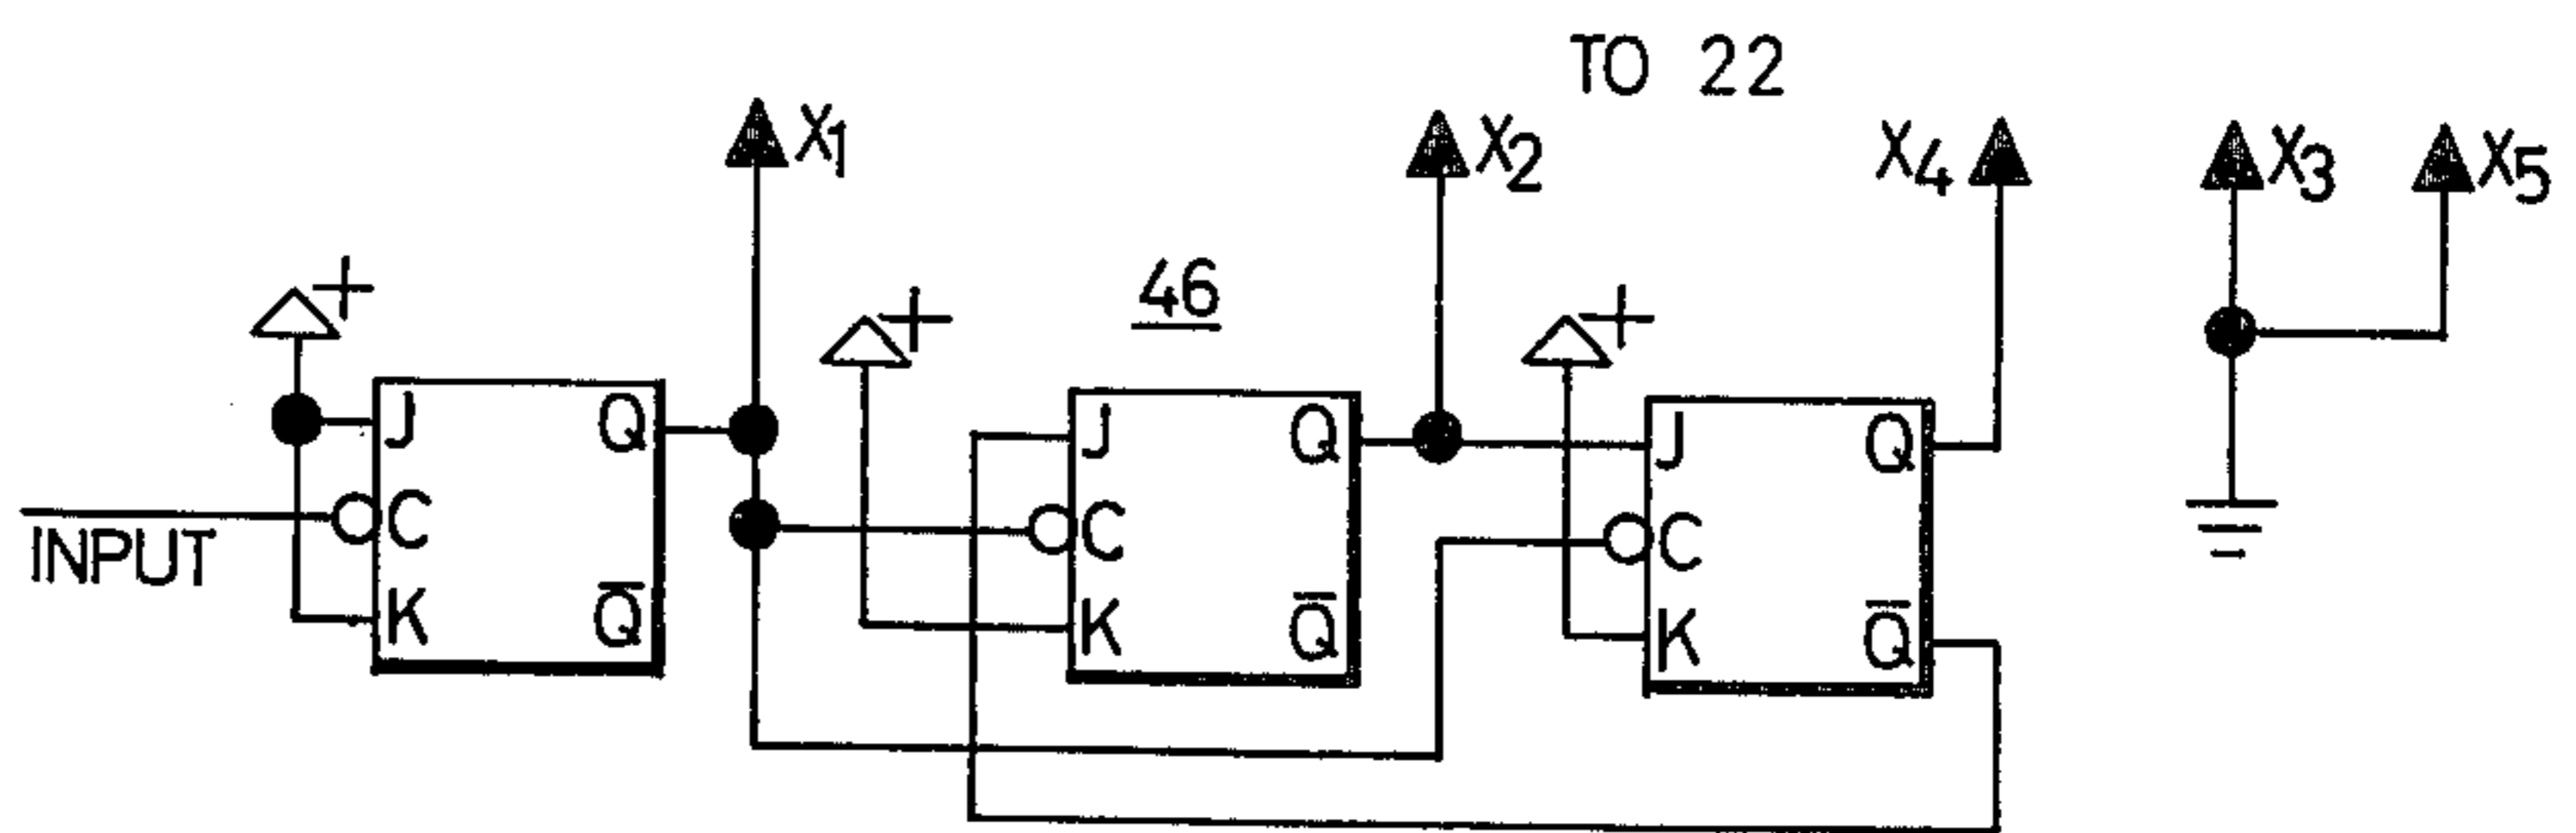 TO 22
X1
X2
X4
X3
X5
+
+
46
+
J
Q
C
K
Q̅
J
Q
C
K
Q̅
J
Q
C
K
Q̅
INPUT